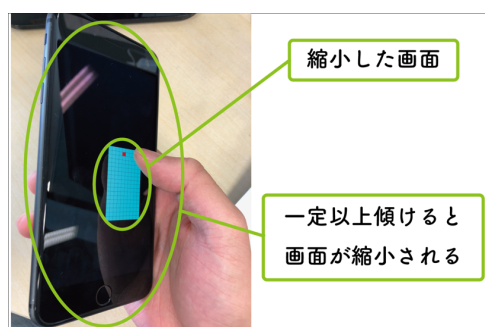 縮小した画面
一定以上傾けると
画面が縮小される